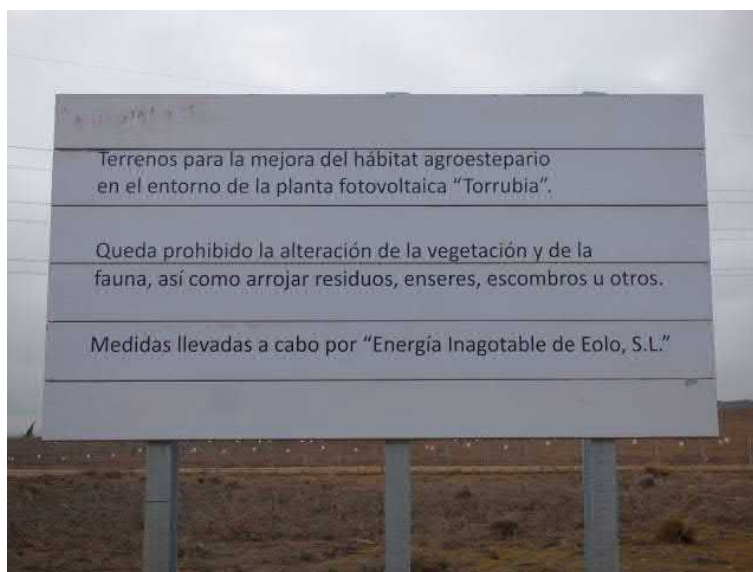 Terrenos para la mejora del hábitat agroestepario
en el entorno de la planta fotovoltaica “Torrubia”.
Queda prohibido la alteración de la vegetación y de la
fauna, así como arrojar residuos, enseres, escombros u otros.
Medidas llevadas a cabo por “Energía Inagotable de Eolo, S.L.”